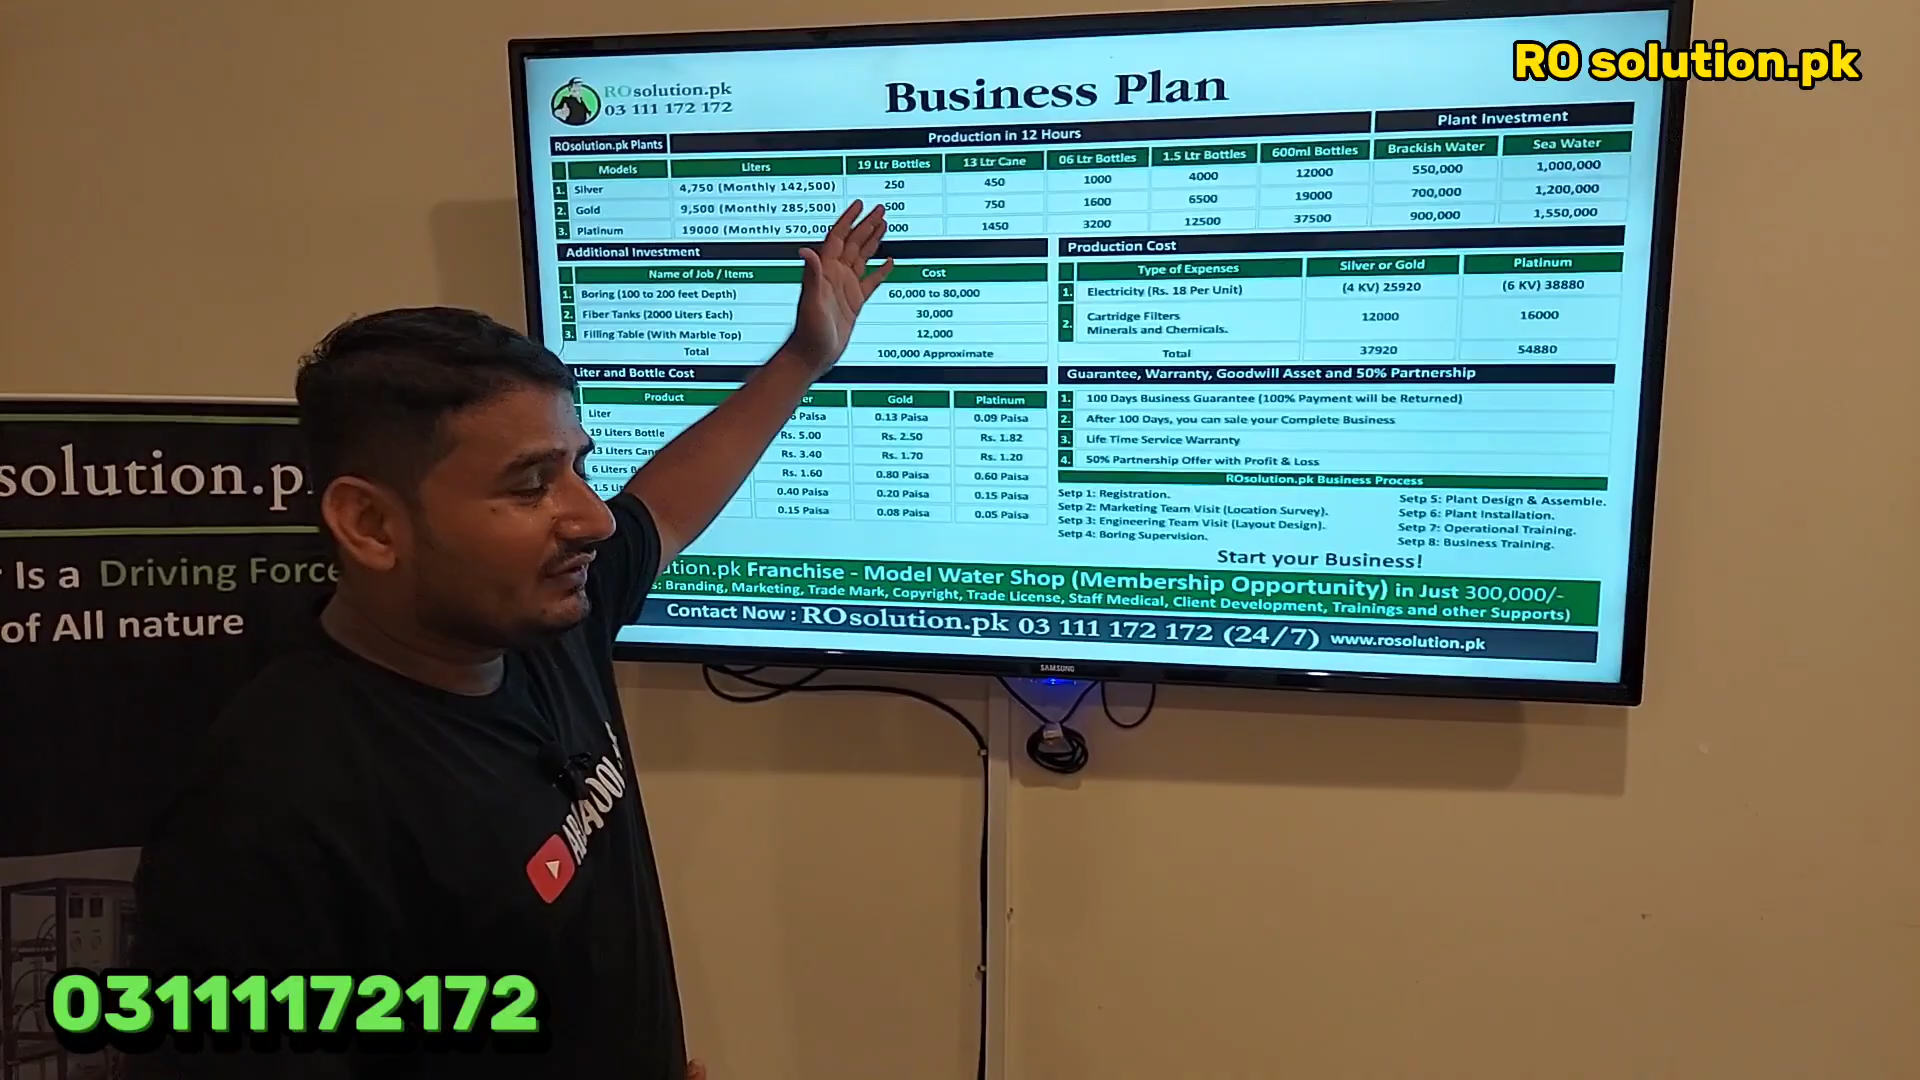 RO solution.pk
ROsolution.pk
03 111 172 172
Business Plan
ROsolution.pk Plants
Production in 12 Hours
Plant Investment
Models Liters 19 Ltr Bottles 13 Ltr Cane 06 Ltr Bottles 1.5 Ltr Bottles 600ml Bottles Brackish Water Sea Water
1. Silver 4,750 (Monthly 142,500) 250 450 1000 4000 12000 550,000 1,000,000
2. Gold 9,500 (Monthly 285,500) 500 750 1600 6500 19000 700,000 1,200,000
3. Platinum 19000 (Monthly 570,000 000 1450 3200 12500 37500 900,000 1,550,000
Additional Investment
Name of Job / Items Cost
1. Boring (100 to 200 feet Depth) 60,000 to 80,000
2. Fiber Tanks (2000 Liters Each) 30,000
3. Filling Table (With Marble Top) 12,000
Total 100,000 Approximate
Production Cost
Type of Expenses Silver or Gold Platinum
1. Electricity (Rs. 18 Per Unit) (4 KV) 25920 (6 KV) 38880
2. Cartridge Filters
Minerals and Chemicals. 12000 16000
Total 37920 54880
Liter and Bottle Cost
Product Gold Platinum
Liter Paisa 0.13 Paisa 0.09 Paisa
19 Liters Bottle Rs. 5.00 Rs. 2.50 Rs. 1.82
13 Liters Can Rs. 3.40 Rs. 1.70 Rs. 1.20
6 Liters Rs. 1.60 0.80 Paisa 0.60 Paisa
1.5 0.40 Paisa 0.20 Paisa 0.15 Paisa
0.15 Paisa 0.08 Paisa 0.05 Paisa
Guarantee, Warranty, Goodwill Asset and 50% Partnership
1. 100 Days Business Guarantee (100% Payment will be Returned)
2. After 100 Days, you can sale your Complete Business
3. Life Time Service Warranty
4. 50% Partnership Offer with Profit & Loss
ROsolution.pk Business Process
Setp 1: Registration.
Setp 2: Marketing Team Visit (Location Survey).
Setp 3: Engineering Team Visit (Layout Design).
Setp 4: Boring Supervision.
Setp 5: Plant Design & Assemble.
Setp 6: Plant Installation.
Setp 7: Operational Training.
Setp 8: Business Training.
Start your Business!
ution.pk Franchise - Model Water Shop (Membership Opportunity) in Just 300,000/-
s: Branding, Marketing, Trade Mark, Copyright, Trade License, Staff Medical, Client Development, Trainings and other Supports)
Contact Now : ROsolution.pk 03 111 172 172 (24/7) www.rosolution.pk
SAMSUNG
solution.p
Is a Driving Force
of All nature
03111172172